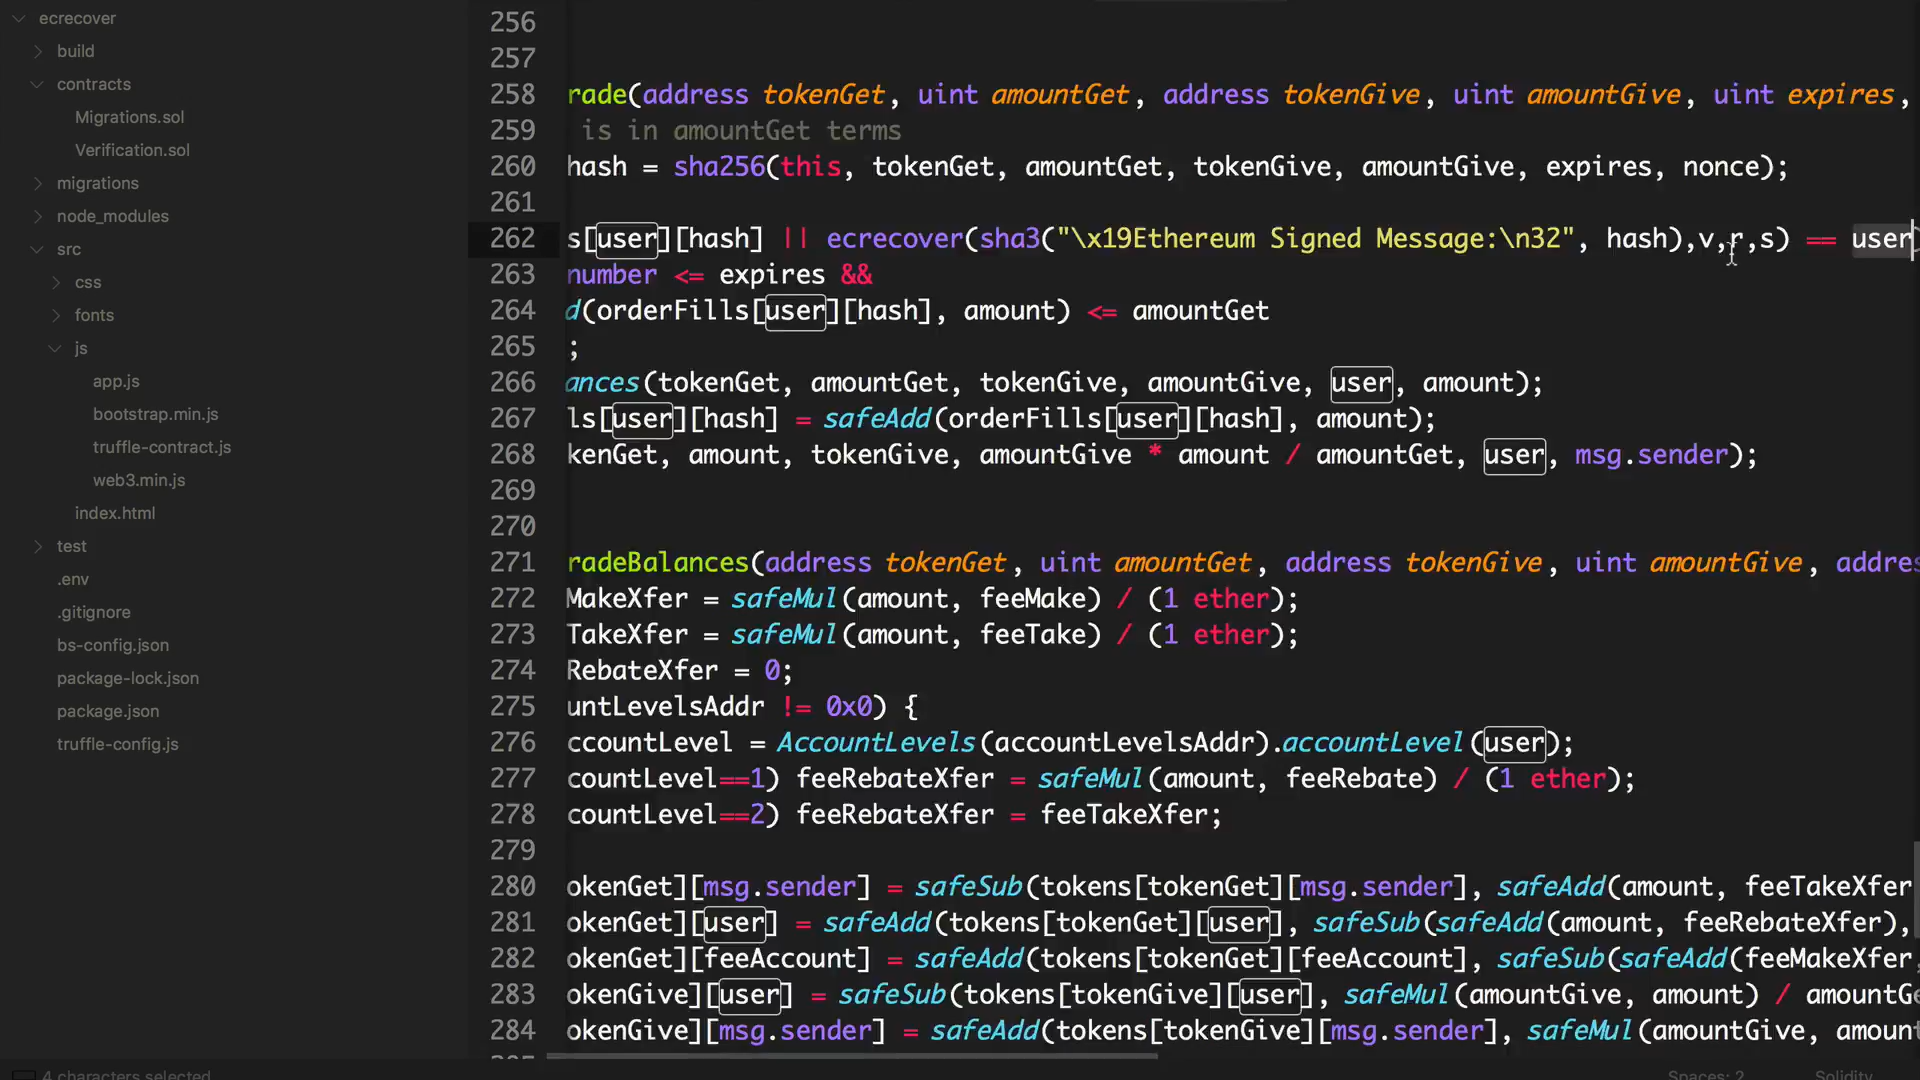 ecrecover
build
contracts
Migrations.sol
Verification.sol
migrations
node_modules
src
css
fonts
js
app.js
bootstrap.min.js
truffle-contract.js
web3.min.js
index.html
test
.env
.gitignore
bs-config.json
package-lock.json
package.json
truffle-config.js
256
257
258 rade(address tokenGet, uint amountGet, address tokenGive, uint amountGive, uint expires,
259 is in amountGet terms
260 hash = sha256(this, tokenGet, amountGet, tokenGive, amountGive, expires, nonce);
261
262 s[user][hash] || ecrecover(sha3("\x19Ethereum Signed Message:\n32", hash),v,r,s) == user
263 number <= expires &&
264 d(orderFills[user][hash], amount) <= amountGet
265 ;
266 ances(tokenGet, amountGet, tokenGive, amountGive, user, amount);
267 ls[user][hash] = safeAdd(orderFills[user][hash], amount);
268 kenGet, amount, tokenGive, amountGive * amount / amountGet, user, msg.sender);
269
270
271 radeBalances(address tokenGet, uint amountGet, address tokenGive, uint amountGive, addres
272 MakeXfer = safeMul(amount, feeMake) / (1 ether);
273 TakeXfer = safeMul(amount, feeTake) / (1 ether);
274 RebateXfer = 0;
275 untLevelsAddr != 0x0) {
276 ccountLevel = AccountLevels(accountLevelsAddr).accountLevel(user);
277 countLevel==1) feeRebateXfer = safeMul(amount, feeRebate) / (1 ether);
278 countLevel==2) feeRebateXfer = feeTakeXfer;
279
280 okenGet][msg.sender] = safeSub(tokens[tokenGet][msg.sender], safeAdd(amount, feeTakeXfer
281 okenGet][user] = safeAdd(tokens[tokenGet][user], safeSub(safeAdd(amount, feeRebateXfer),
282 okenGet][feeAccount] = safeAdd(tokens[tokenGet][feeAccount], safeSub(safeAdd(feeMakeXfer,
283 okenGive][user] = safeSub(tokens[tokenGive][user], safeMul(amountGive, amount) / amountGe
284 okenGive][msg.sender] = safeAdd(tokens[tokenGive][msg.sender], safeMul(amountGive, amoun
4 characters selected
Spaces: 2
Solidity